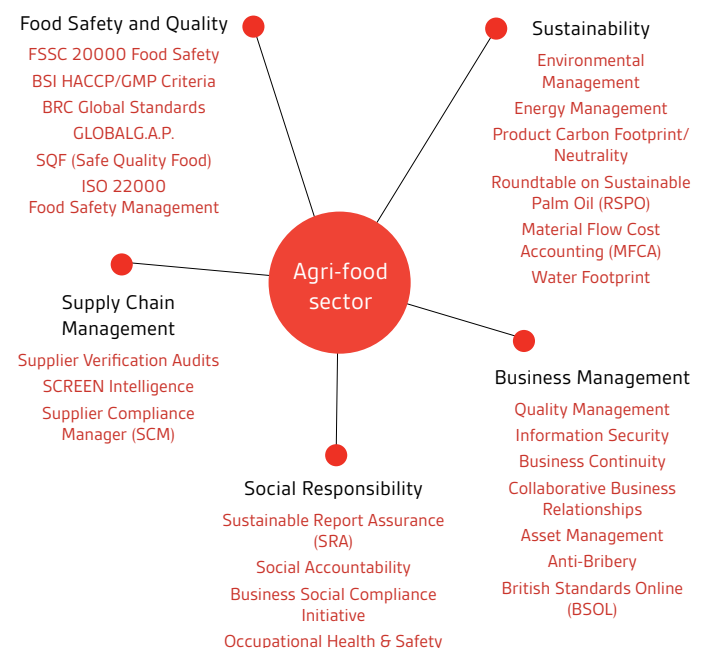 Food Safety and Quality
FSSC 20000 Food Safety
BSI HACCP/GMP Criteria
BRC Global Standards
GLOBALG.A.P.
SQF (Safe Quality Food)
ISO 22000
Food Safety Management
Sustainability
Environmental
Management
Energy Management
Product Carbon Footprint/
Neutrality
Roundtable on Sustainable
Palm Oil (RSPO)
Material Flow Cost
Accounting (MFCA)
Water Footprint
Agri-food
sector
Supply Chain
Management
Supplier Verification Audits
SCREEN Intelligence
Supplier Compliance
Manager (SCM)
Business Management
Quality Management
Information Security
Business Continuity
Collaborative Business
Relationships
Asset Management
Anti-Bribery
British Standards Online
(BSOL)
Social Responsibility
Sustainable Report Assurance
(SRA)
Social Accountability
Business Social Compliance
Initiative
Occupational Health & Safety